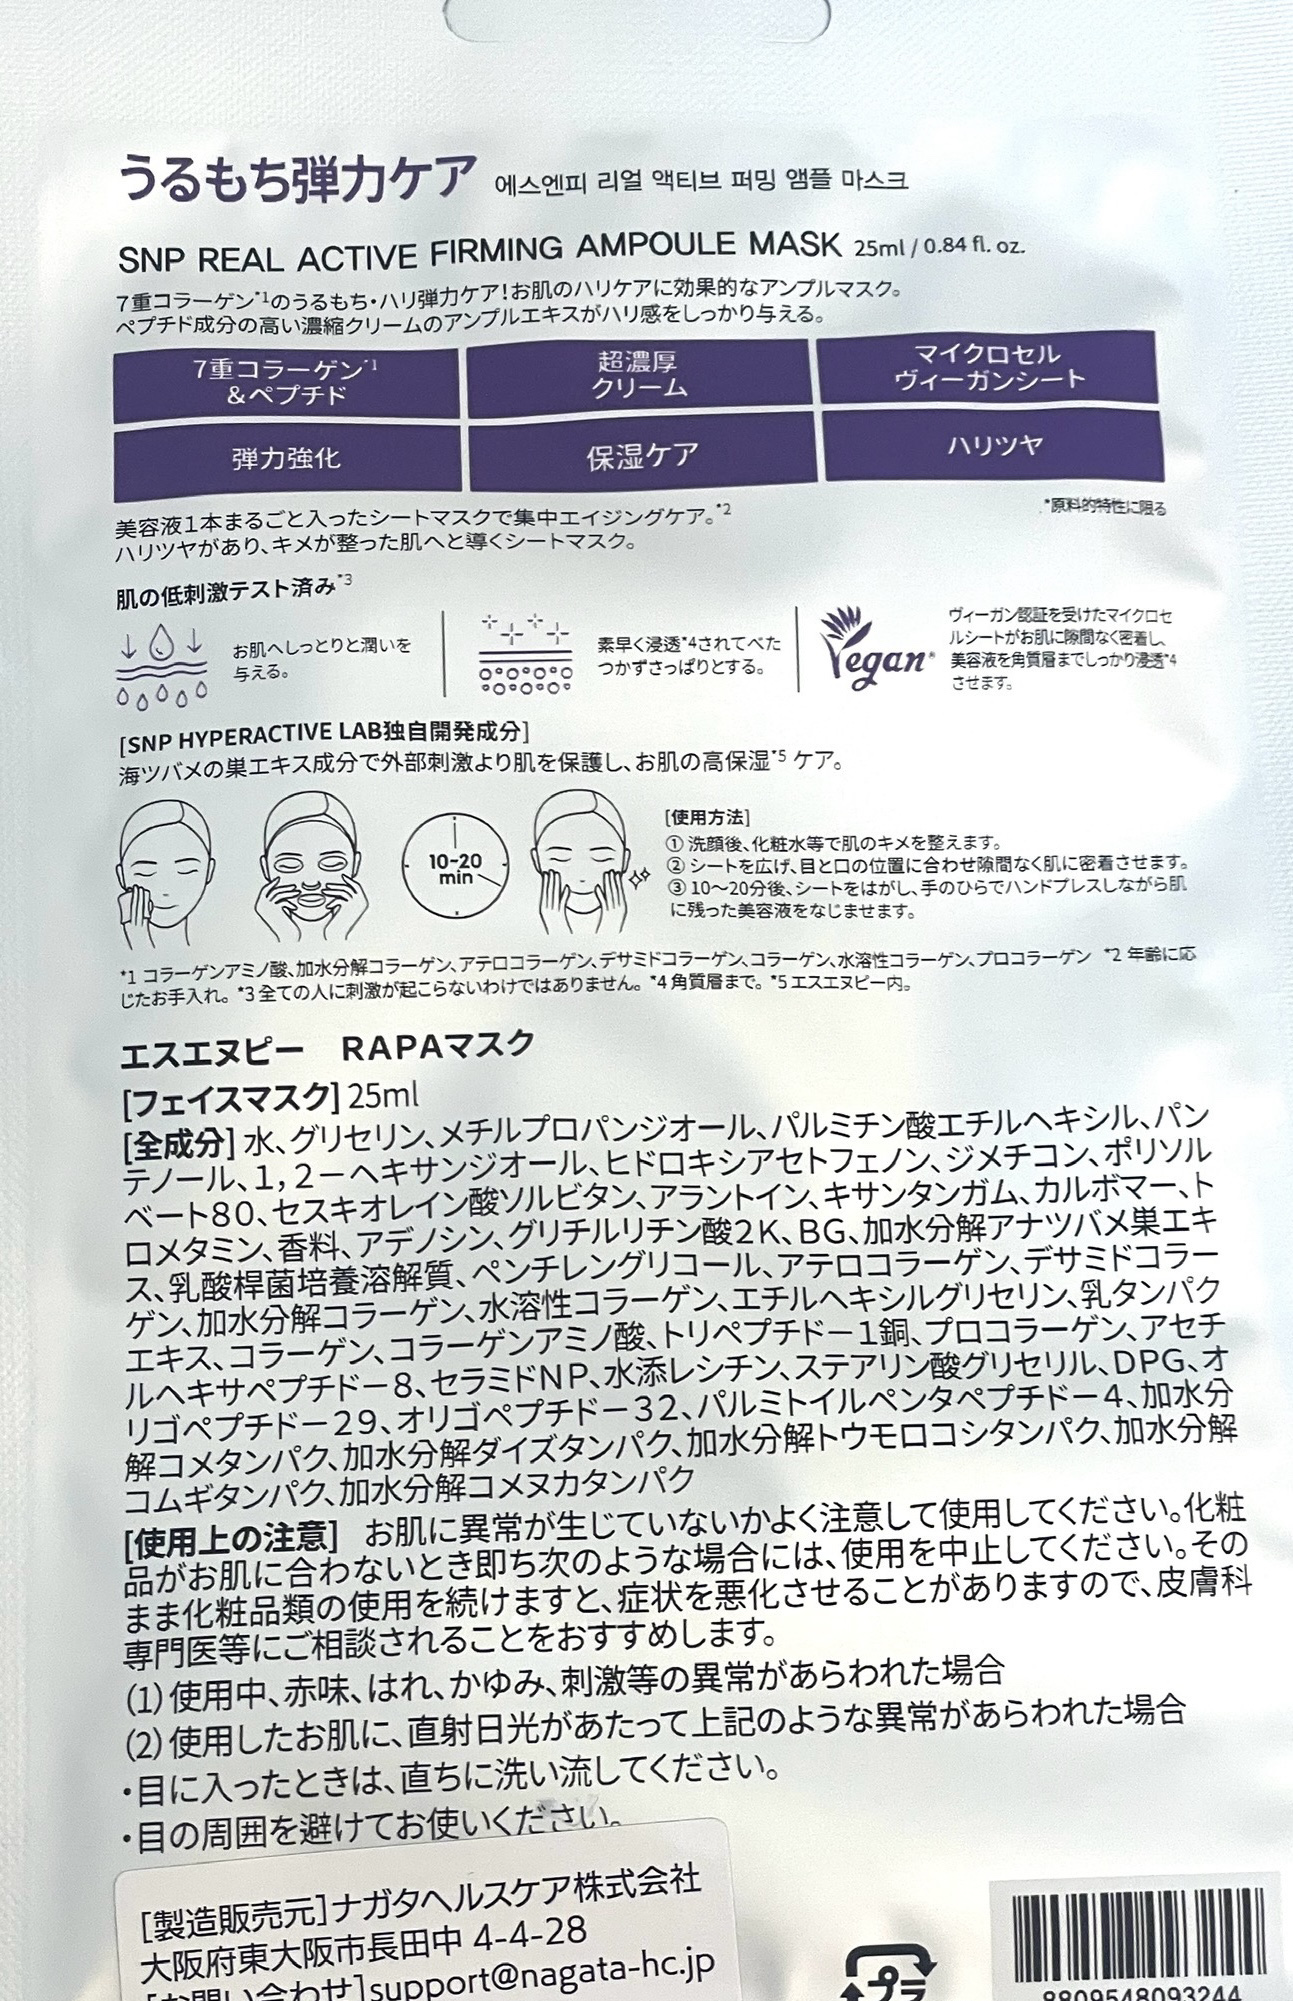 うるもち弾力ケア 에스엔피 리얼 액티브 퍼밍 앰플 마스크
SNP REAL ACTIVE FIRMING AMPOULE MASK 25ml / 0.84 fl. oz.
7重コラーゲン*1のうるもち・ハリ弾力ケア!お肌のハリケアに効果的なアンプルマスク。
ペプチド成分の高い濃縮クリームのアンプルエキスがハリ感をしっかり与える。
7重コラーゲン*1
&ペプチド
超濃厚
クリーム
マイクロセル
ヴィーガンシート
弾力強化
保湿ケア
ハリツヤ
*原料的特性に限る
美容液1本まるごと入ったシートマスクで集中エイジングケア。*2
ハリツヤがあり、キメが整った肌へと導くシートマスク。
肌の低刺激テスト済み*3
お肌へしっとりと潤いを
与える。
素早く浸透*4されてべた
つかずさっぱりとする。
Vegan®
ヴィーガン認証を受けたマイクロセ
ルシートがお肌に隙間なく密着し、
美容液を角質層までしっかり浸透*4
させます。
[SNP HYPERACTIVE LAB独自開発成分]
海ツバメの巣エキス成分で外部刺激より肌を保護し、お肌の高保湿*5 ケア。
10~20
min
[使用方法]
① 洗顔後、化粧水等で肌のキメを整えます。
② シートを広げ、目と口の位置に合わせ隙間なく肌に密着させます。
③ 10〜20分後、シートをはがし、手のひらでハンドプレスしながら肌
に残った美容液をなじませます。
*1 コラーゲンアミノ酸、加水分解コラーゲン、アテロコラーゲン、デサミドコラーゲン、コラーゲン、水溶性コラーゲン、プロコラーゲン *2 年齢に応
じたお手入れ。*3 全ての人に刺激が起こらないわけではありません。*4 角質層まで。*5 エスエヌピー内。
エスエヌピー RAPAマスク
[フェイスマスク] 25ml
[全成分] 水、グリセリン、メチルプロパンジオール、パルミチン酸エチルヘキシル、パン
テノール、1,2-ヘキサンジオール、ヒドロキシアセトフェノン、ジメチコン、ポリソル
ベート80、セスキオレイン酸ソルビタン、アラントイン、キサンタンガム、カルボマー、ト
ロメタミン、香料、アデノシン、グリチルリチン酸2K、BG、加水分解アナツバメ巣エキ
ス、乳酸桿菌培養溶解質、ペンチレングリコール、アテロコラーゲン、デサミドコラー
ゲン、加水分解コラーゲン、水溶性コラーゲン、エチルヘキシルグリセリン、乳タンパク
エキス、コラーゲン、コラーゲンアミノ酸、トリペプチド-1銅、プロコラーゲン、アセチ
ルヘキサペプチド-8、セラミドNP、水添レシチン、ステアリン酸グリセリル、DPG、オ
リゴペプチド-29、オリゴペプチド-32、パルミトイルペンタペプチド-4、加水分
解コメタンパク、加水分解ダイズタンパク、加水分解トウモロコシタンパク、加水分解
コムギタンパク、加水分解コメヌカタンパク
[使用上の注意] お肌に異常が生じていないかよく注意して使用してください。化粧
品がお肌に合わないとき即ち次のような場合には、使用を中止してください。その
まま化粧品類の使用を続けますと、症状を悪化させることがありますので、皮膚科
専門医等にご相談されることをおすすめします。
(1) 使用中、赤味、はれ、かゆみ、刺激等の異常があらわれた場合
(2) 使用したお肌に、直射日光があたって上記のような異常があらわれた場合
・目に入ったときは、直ちに洗い流してください。
・目の周囲を避けてお使いください。
[製造販売元] ナガタヘルスケア株式会社
大阪府東大阪市長田中 4-4-28
[お問い合わせ] support@nagata-hc.jp
プラ
8809548093244